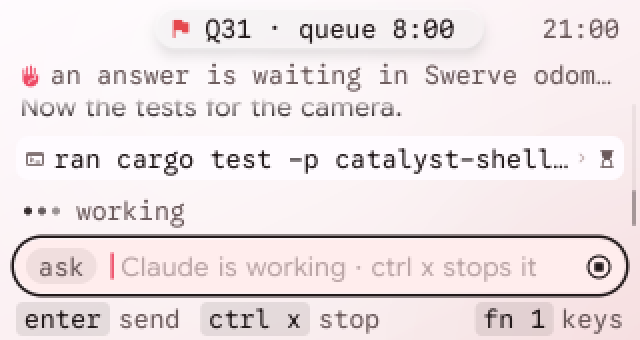 Q31 · queue 8:00 21:00
an answer is waiting in Swerve odom…
Now the tests for the camera.
ran cargo test -p catalyst-shell… ›
working
ask Claude is working · ctrl x stops it
enter send ctrl x stop fn 1 keys